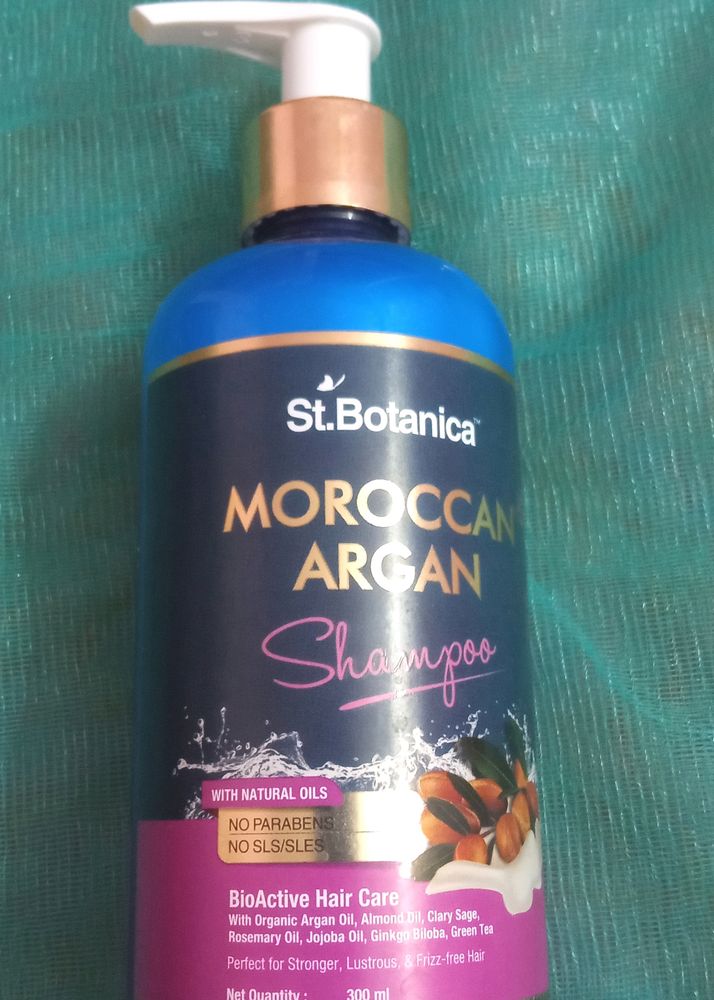 St.Botanica™
MOROCCAN
ARGAN
Shampoo
WITH NATURAL OILS
NO PARABENS
NO SLS/SLES
BioActive Hair Care
With Organic Argan Oil, Almond Oil, Clary Sage,
Rosemary Oil, Jojoba Oil, Ginkgo Biloba, Green Tea
Perfect for Stronger, Lustrous, & Frizz-free Hair
Net Quantity : 300 ml